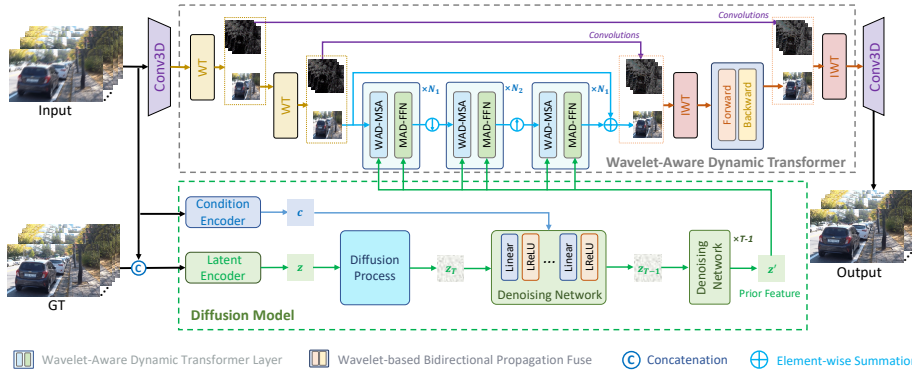 Input
Conv3D
WT
WT
Convolutions
Convolutions
WAD-MSA
MAD-FFN
×N1
WAD-MSA
MAD-FFN
×N2
WAD-MSA
MAD-FFN
×N1
IWT
Forward
Backward
IWT
Conv3D
Wavelet-Aware Dynamic Transformer
Condition
Encoder
c
GT
C
Latent
Encoder
z
Diffusion
Process
zT
Linear
LReLU
...
Linear
LReLU
Denoising Network
zT−1
Denoising
Network
×T-1
z'
Prior Feature
Output
Diffusion Model
Wavelet-Aware Dynamic Transformer Layer
Wavelet-based Bidirectional Propagation Fuse
C Concatenation
Element-wise Summation